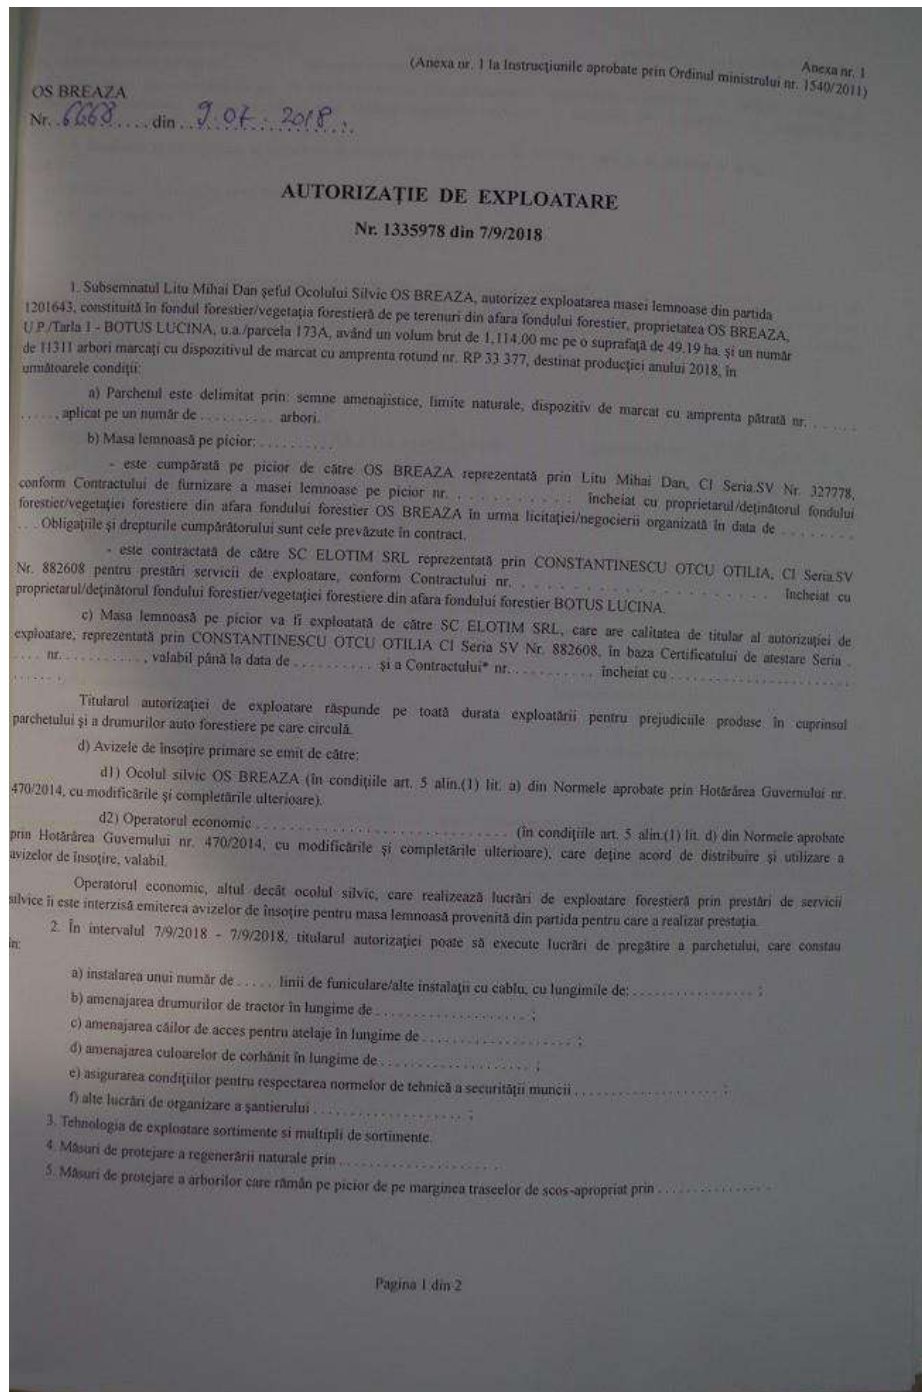 Anexa nr. 1
(Anexa nr. 1 la Instrucţiunile aprobate prin Ordinul ministrului nr. 1540/2011)
OS BREAZA
Nr. .6668. . . . din . .9.07. 2018. . .
AUTORIZAŢIE DE EXPLOATARE
Nr. 1335978 din 7/9/2018
1. Subsemnatul Litu Mihai Dan şeful Ocolului Silvic OS BREAZA, autorizez exploatarea masei lemnoase din partida
1201643, constituită în fondul forestier/vegetaţia forestieră de pe terenuri din afara fondului forestier, proprietatea OS BREAZA,
U.P./Tarla 1 - BOTUS LUCINA, u.a./parcela 173A, având un volum brut de 1,114.00 mc pe o suprafaţă de 49.19 ha. şi un număr
de 11311 arbori marcaţi cu dispozitivul de marcat cu amprenta rotund nr. RP 33 377, destinat producţiei anului 2018, în
următoarele condiţii:
a) Parchetul este delimitat prin: semne amenajistice, limite naturale, dispozitiv de marcat cu amprenta pătrată nr. . . . . . .
. . . . . , aplicat pe un număr de . . . . . . . . . . arbori.
b) Masa lemnoasă pe picior: . . . . . . . . . .
- este cumpărată pe picior de către OS BREAZA reprezentată prin Litu Mihai Dan, CI Seria.SV Nr. 327778,
conform Contractului de furnizare a masei lemnoase pe picior nr. . . . . . . . . . . . . încheiat cu proprietarul/deţinătorul fondului
forestier/vegetaţiei forestiere din afara fondului forestier OS BREAZA în urma licitaţiei/negocierii organizată în data de . . . . . . . .
. . . Obligaţiile şi drepturile cumpărătorului sunt cele prevăzute în contract.
- este contractată de către SC ELOTIM SRL reprezentată prin CONSTANTINESCU OTCU OTILIA, CI Seria.SV
Nr. 882608 pentru prestări servicii de exploatare, conform Contractului nr. . . . . . . . . . . . . . . . . . . . . încheiat cu
proprietarul/deţinătorul fondului forestier/vegetaţiei forestiere din afara fondului forestier BOTUS LUCINA.
c) Masa lemnoasă pe picior va fi exploatată de către SC ELOTIM SRL, care are calitatea de titular al autorizaţiei de
exploatare, reprezentată prin CONSTANTINESCU OTCU OTILIA CI Seria SV Nr. 882608, în baza Certificatului de atestare Seria .
. . . . nr. . . . . . . . . . . , valabil până la data de . . . . . . . . . . şi a Contractului* nr. . . . . . . . . . . încheiat cu . . . . . . . . . . . . . . . . . . . . . .
. . . . . .
Titularul autorizaţiei de exploatare răspunde pe toată durata exploatării pentru prejudiciile produse în cuprinsul
parchetului şi a drumurilor auto forestiere pe care circulă.
d) Avizele de însoţire primare se emit de către:
d1) Ocolul silvic OS BREAZA (în condiţiile art. 5 alin.(1) lit. a) din Normele aprobate prin Hotărârea Guvernului nr.
470/2014, cu modificările şi completările ulterioare).
d2) Operatorul economic . . . . . . . . . . . . . . . . . . . . . . . . . . . . . . (în condiţiile art. 5 alin.(1) lit. d) din Normele aprobate
prin Hotărârea Guvernului nr. 470/2014, cu modificările şi completările ulterioare), care deţine acord de distribuire şi utilizare a
avizelor de însoţire, valabil.
Operatorul economic, altul decât ocolul silvic, care realizează lucrări de exploatare forestieră prin prestări de servicii
silvice îi este interzisă emiterea avizelor de însoţire pentru masa lemnoasă provenită din partida pentru care a realizat prestaţia.
2. În intervalul 7/9/2018 - 7/9/2018, titularul autorizaţiei poate să execute lucrări de pregătire a parchetului, care constau
în:
a) instalarea unui număr de . . . . . linii de funiculare/alte instalaţii cu cablu, cu lungimile de: . . . . . . . . . . . . . . . . ;
b) amenajarea drumurilor de tractor în lungime de . . . . . . . . . . . . . . . . . . . . ;
c) amenajarea căilor de acces pentru atelaje în lungime de . . . . . . . . . . . . . . . . . . . . ;
d) amenajarea culoarelor de corhănit în lungime de . . . . . . . . . . . . . . . . . . . . ;
e) asigurarea condiţiilor pentru respectarea normelor de tehnică a securităţii muncii . . . . . . . . . . . . . . . . . . . . ;
f) alte lucrări de organizare a şantierului . . . . . . . . . . . . . . . . . . . . ;
3. Tehnologia de exploatare sortimente si multipli de sortimente.
4. Măsuri de protejare a regenerării naturale prin . . . . . . . . . . . . . . . . . . . . .
5. Măsuri de protejare a arborilor care rămân pe picior de pe marginea traseelor de scos-apropriat prin . . . . . . . . . . . . . . .
Pagina 1 din 2